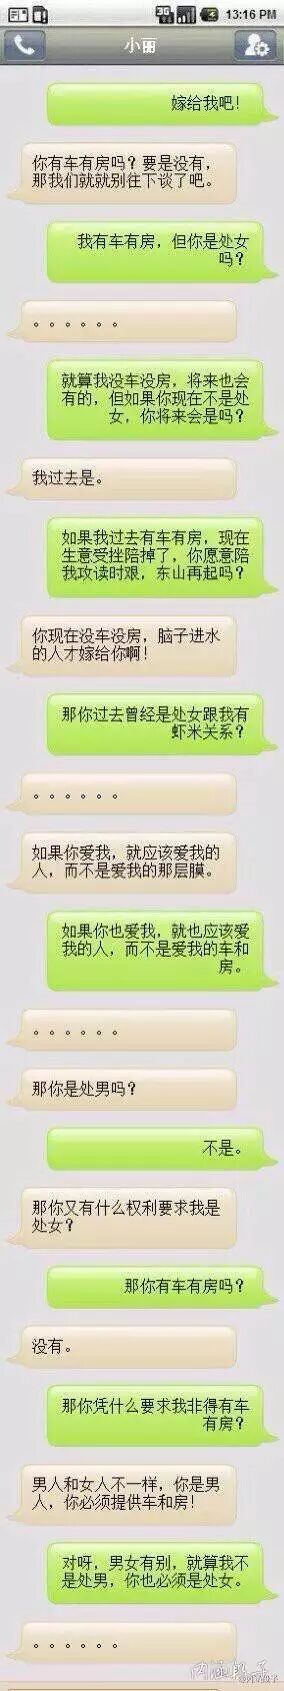 13:16 PM
小丽
嫁给我吧！
你有车有房吗？要是没有，
那我们就就别往下谈了吧。
我有车有房，但你是处女
吗？
。。。。。。
就算我没车没房，将来也会
有的，但如果你现在不是处
女，你将来会是吗？
我过去是。
如果我过去有车有房，现在
生意受挫陪掉了，你愿意陪
我攻读时艰，东山再起吗？
你现在没车没房，脑子进水
的人才嫁给你啊！
那你过去曾经是处女跟我有
虾米关系？
。。。。。。
如果你爱我，就应该爱我的
人，而不是爱我的那层膜。
如果你也爱我，就也应该爱
我的人，而不是爱我的车和
房。
。。。。。。
那你是处男吗？
不是。
那你又有什么权利要求我是
处女？
那你有车有房吗？
没有。
那你凭什么要求我非得有车
有房？
男人和女人不一样，你是男
人，你必须提供车和房！
对呀，男女有别，就算我不
是处男，你也必须是处女。
。。。。。。
内涵段子